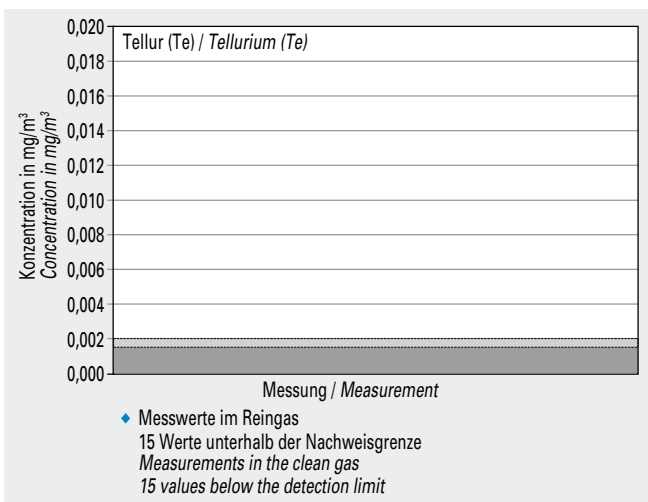 Tellur (Te) / Tellurium (Te)
Konzentration in mg/m³
Concentration in mg/m³
0,020
0,018
0,016
0,014
0,012
0,010
0,008
0,006
0,004
0,002
0,000
Messung / Measurement
Messwerte im Reingas
15 Werte unterhalb der Nachweisgrenze
Measurements in the clean gas
15 values below the detection limit